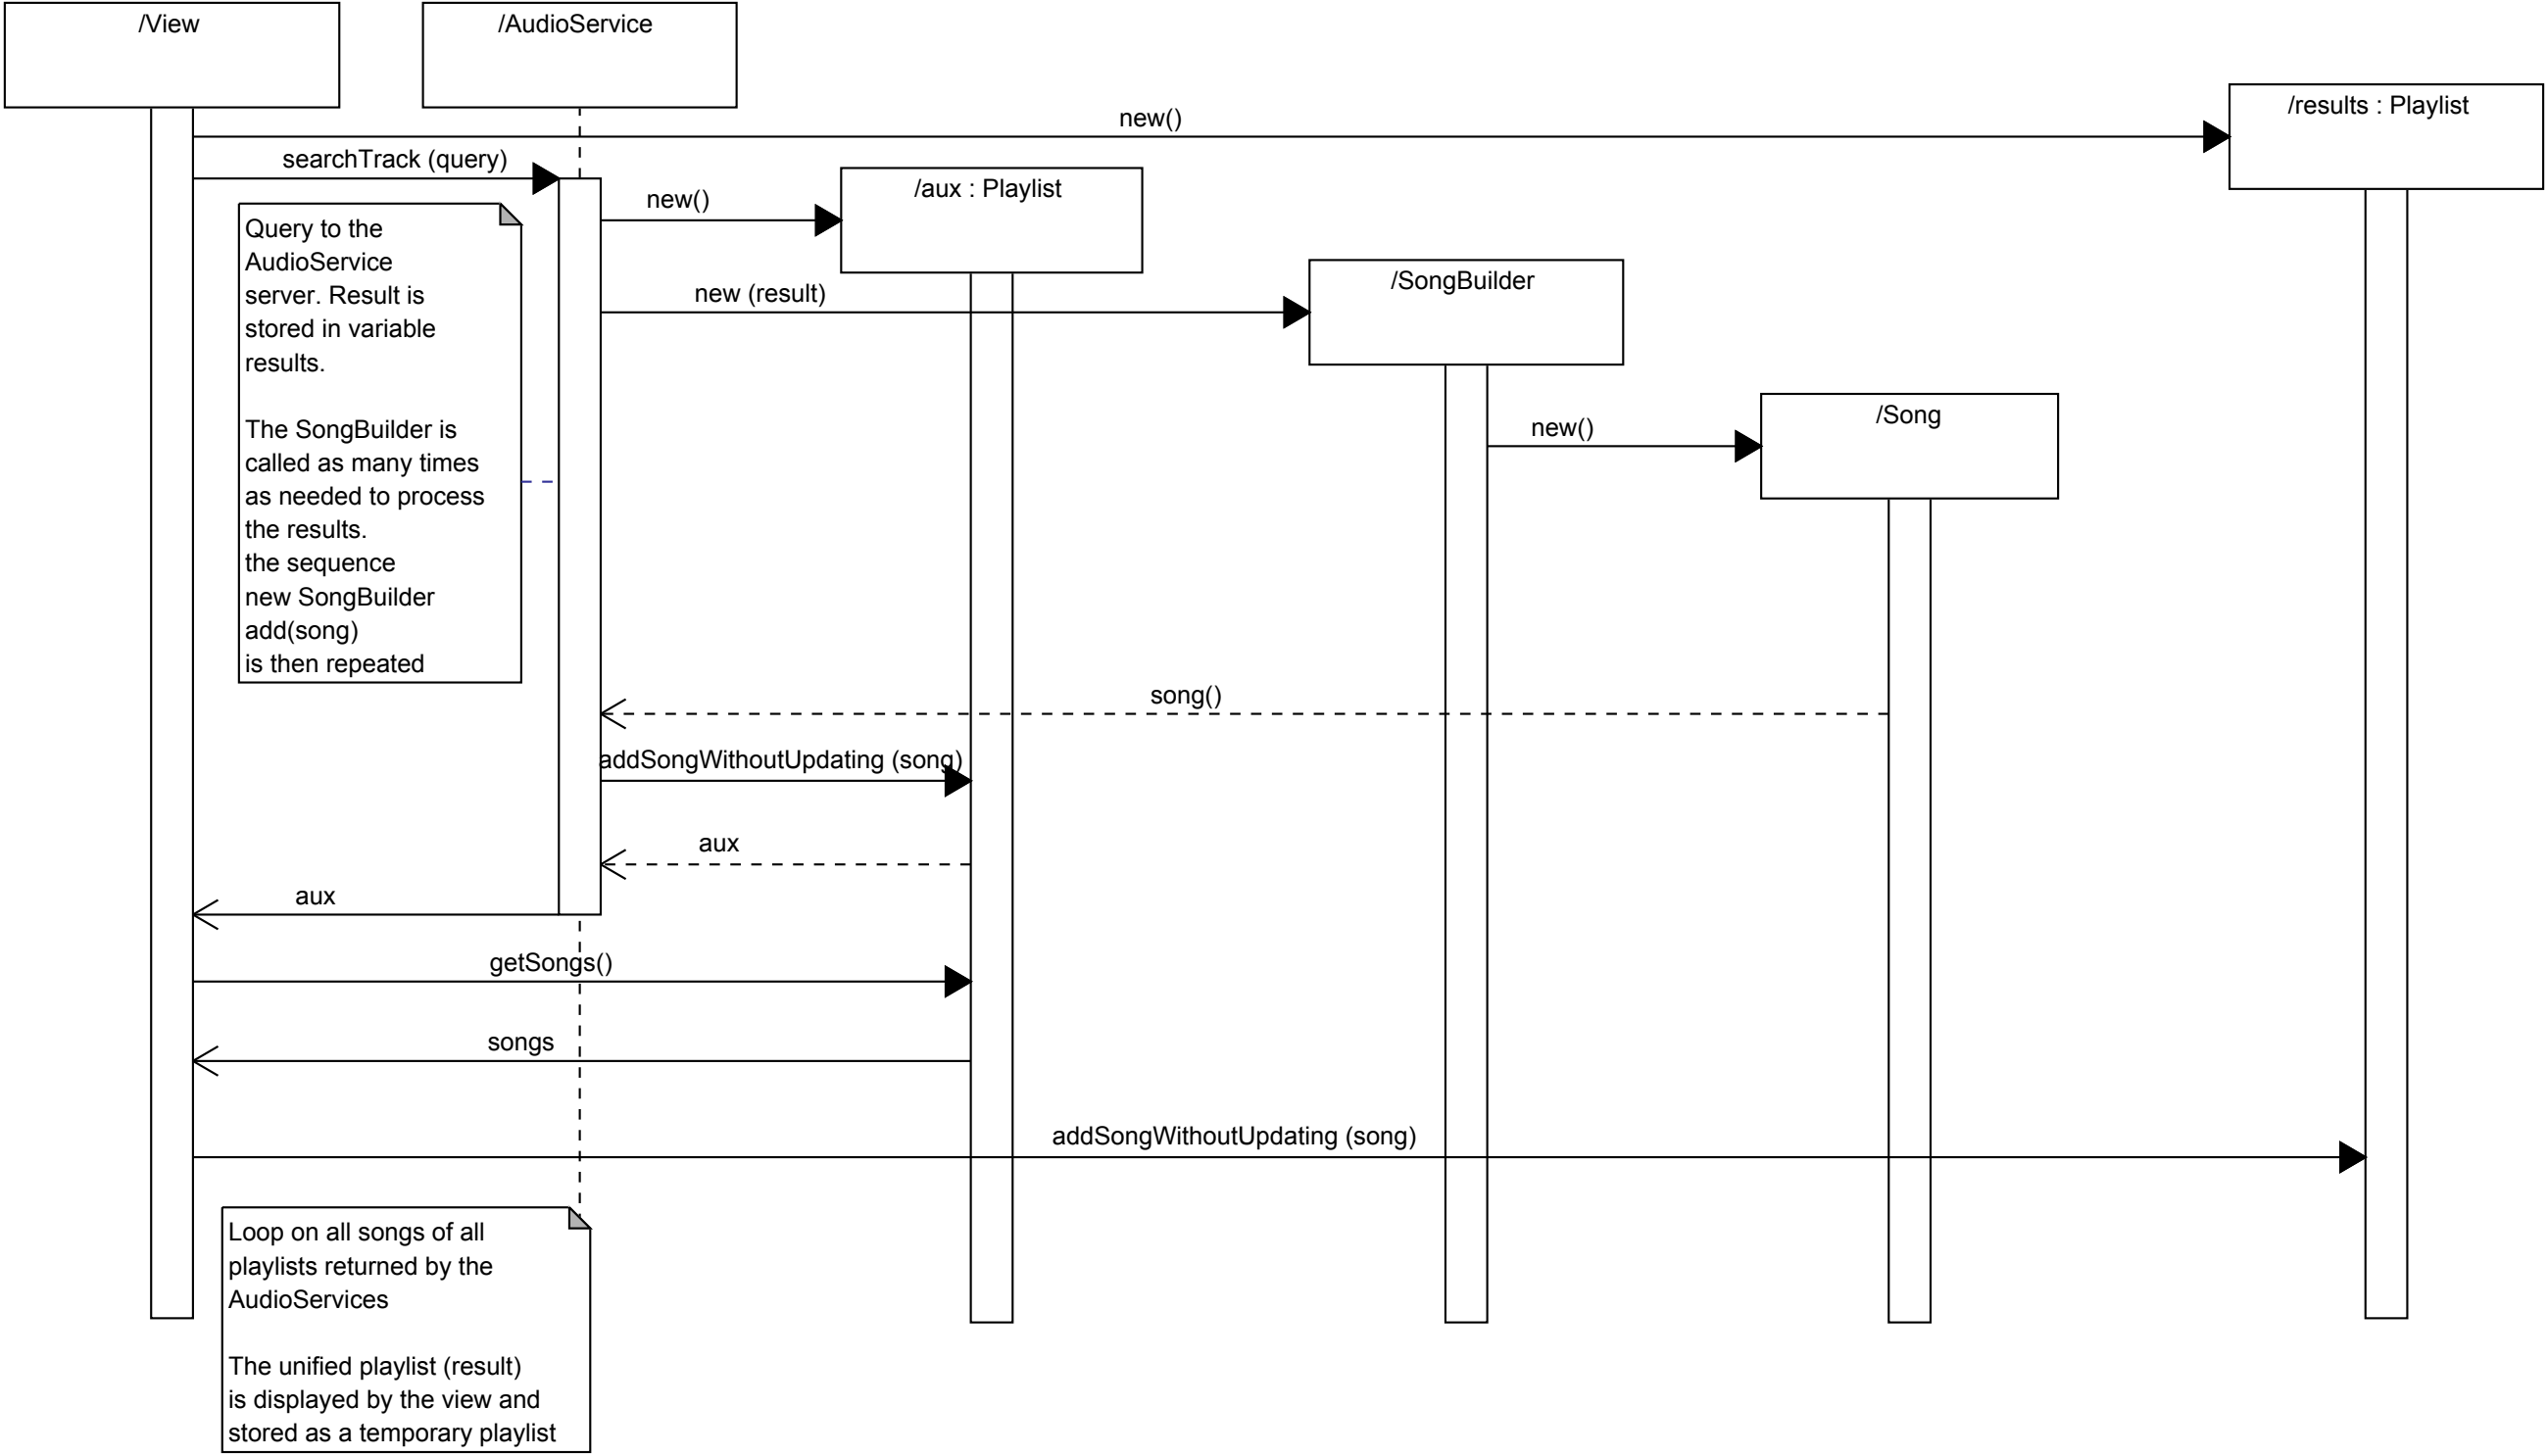 /View
/AudioService
/results : Playlist
new()
searchTrack (query)
/aux : Playlist
new()
Query to the
AudioService
server. Result is
stored in variable
results.
The SongBuilder is
called as many times
as needed to process
the results.
the sequence
new SongBuilder
add(song)
is then repeated
/SongBuilder
new (result)
/Song
new()
song()
addSongWithoutUpdating (song)
aux
aux
getSongs()
songs
addSongWithoutUpdating (song)
Loop on all songs of all
playlists returned by the
AudioServices
The unified playlist (result)
is displayed by the view and
stored as a temporary playlist